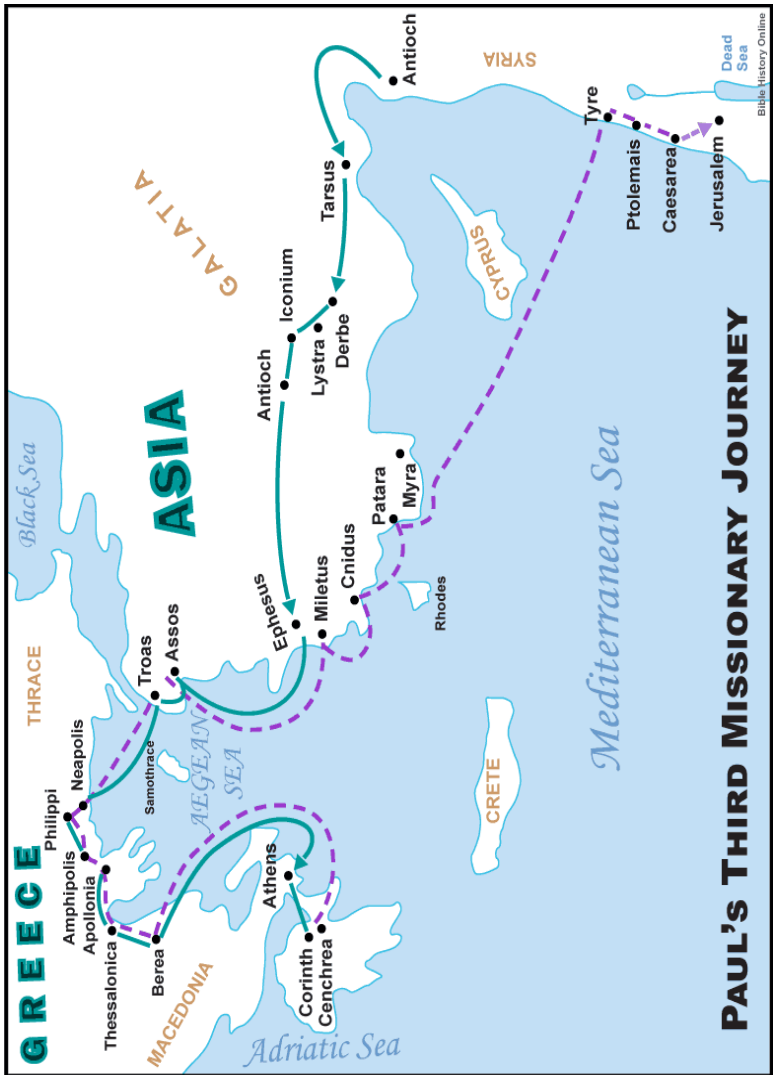 GREECE
MACEDONIA
THRACE
Black Sea
ASIA
GALATIA
SYRIA
Philippi
Neapolis
Amphipolis
Apollonia
Thessalonica
Berea
Samothrace
Troas
Assos
AEGEAN
SEA
Athens
Corinth
Cenchrea
Adriatic Sea
Ephesus
Miletus
Cnidus
Rhodes
Patara
Myra
Antioch
Iconium
Lystra
Derbe
Tarsus
Antioch
CYPRUS
CRETE
Mediterranean Sea
Tyre
Ptolemais
Caesarea
Jerusalem
Dead
Sea
PAUL'S THIRD MISSIONARY JOURNEY
Bible History Online